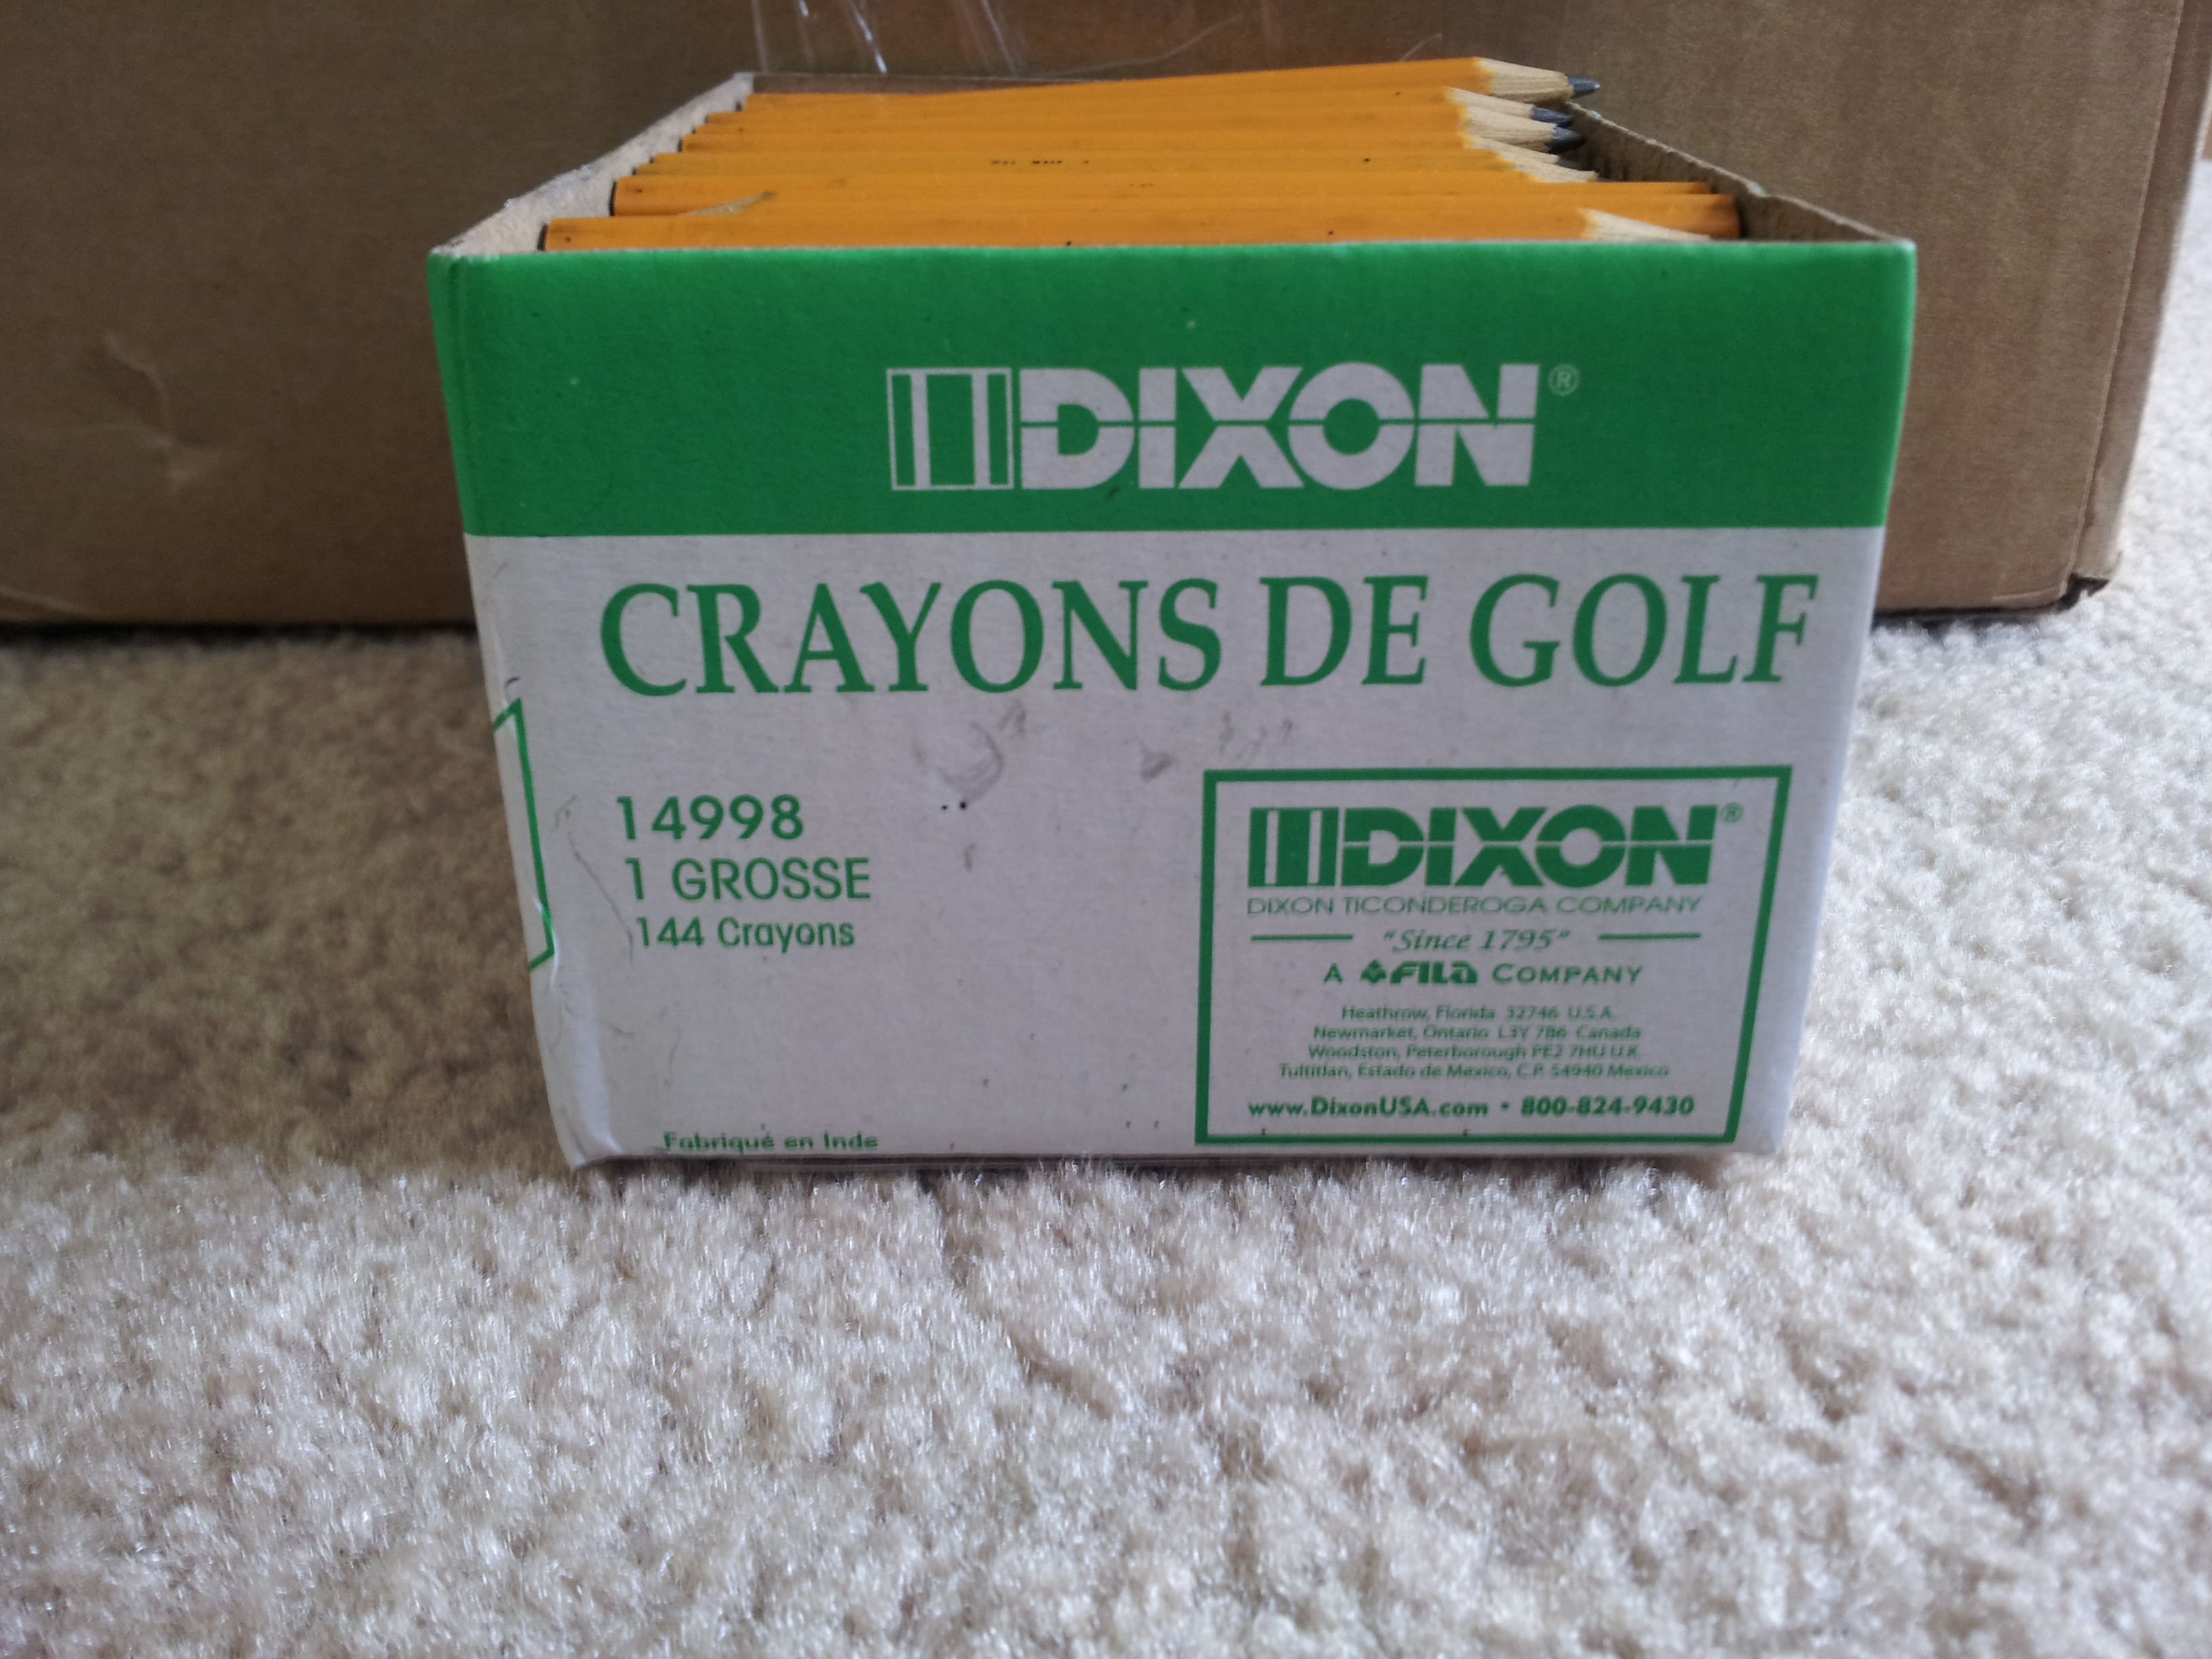 DIXON®
CRAYONS DE GOLF
14998
1 GROSSE
144 Crayons
Fabriqué en Inde
DIXON®
DIXON TICONDEROGA COMPANY
"Since 1795"
A FILA COMPANY
Heathrow, Florida 32746 U.S.A.
Newmarket, Ontario L3Y 7B6 Canada
Woodston, Peterborough PE2 7HU U.K.
Tultitlan, Estado de Mexico, C.P. 54940 Mexico
www.DixonUSA.com • 800-824-9430